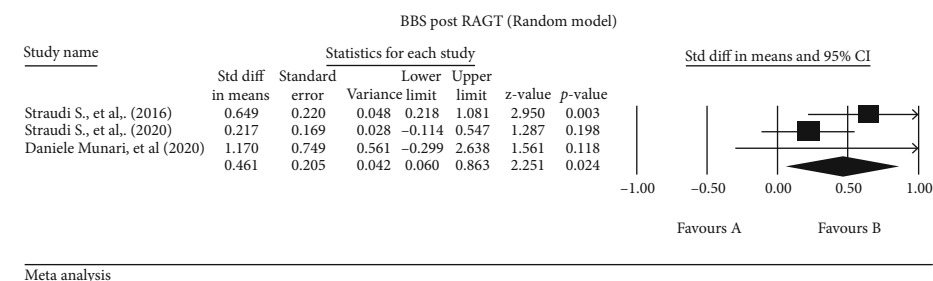 BBS post RAGT (Random model)
Study name Statistics for each study Std diff in means and 95% CI
Std diff Standard Lower Upper
in means error Variance limit limit z-value p-value
Straudi S., et al,. (2016) 0.649 0.220 0.048 0.218 1.081 2.950 0.003
Straudi S., et al,. (2020) 0.217 0.169 0.028 –0.114 0.547 1.287 0.198
Daniele Munari, et al (2020) 1.170 0.749 0.561 –0.299 2.638 1.561 0.118
0.461 0.205 0.042 0.060 0.863 2.251 0.024
–1.00 –0.50 0.00 0.50 1.00
Favours A Favours B
Meta analysis